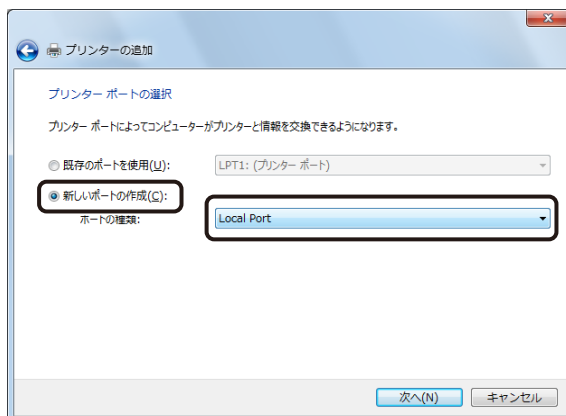 プリンターの追加
プリンター ポートの選択
プリンター ポートによってコンピューターがプリンターと情報を交換できるようになります。
既存のポートを使用(U):
LPT1: (プリンター ポート)
新しいポートの作成(C):
ポートの種類:
Local Port
次へ(N)
キャンセル